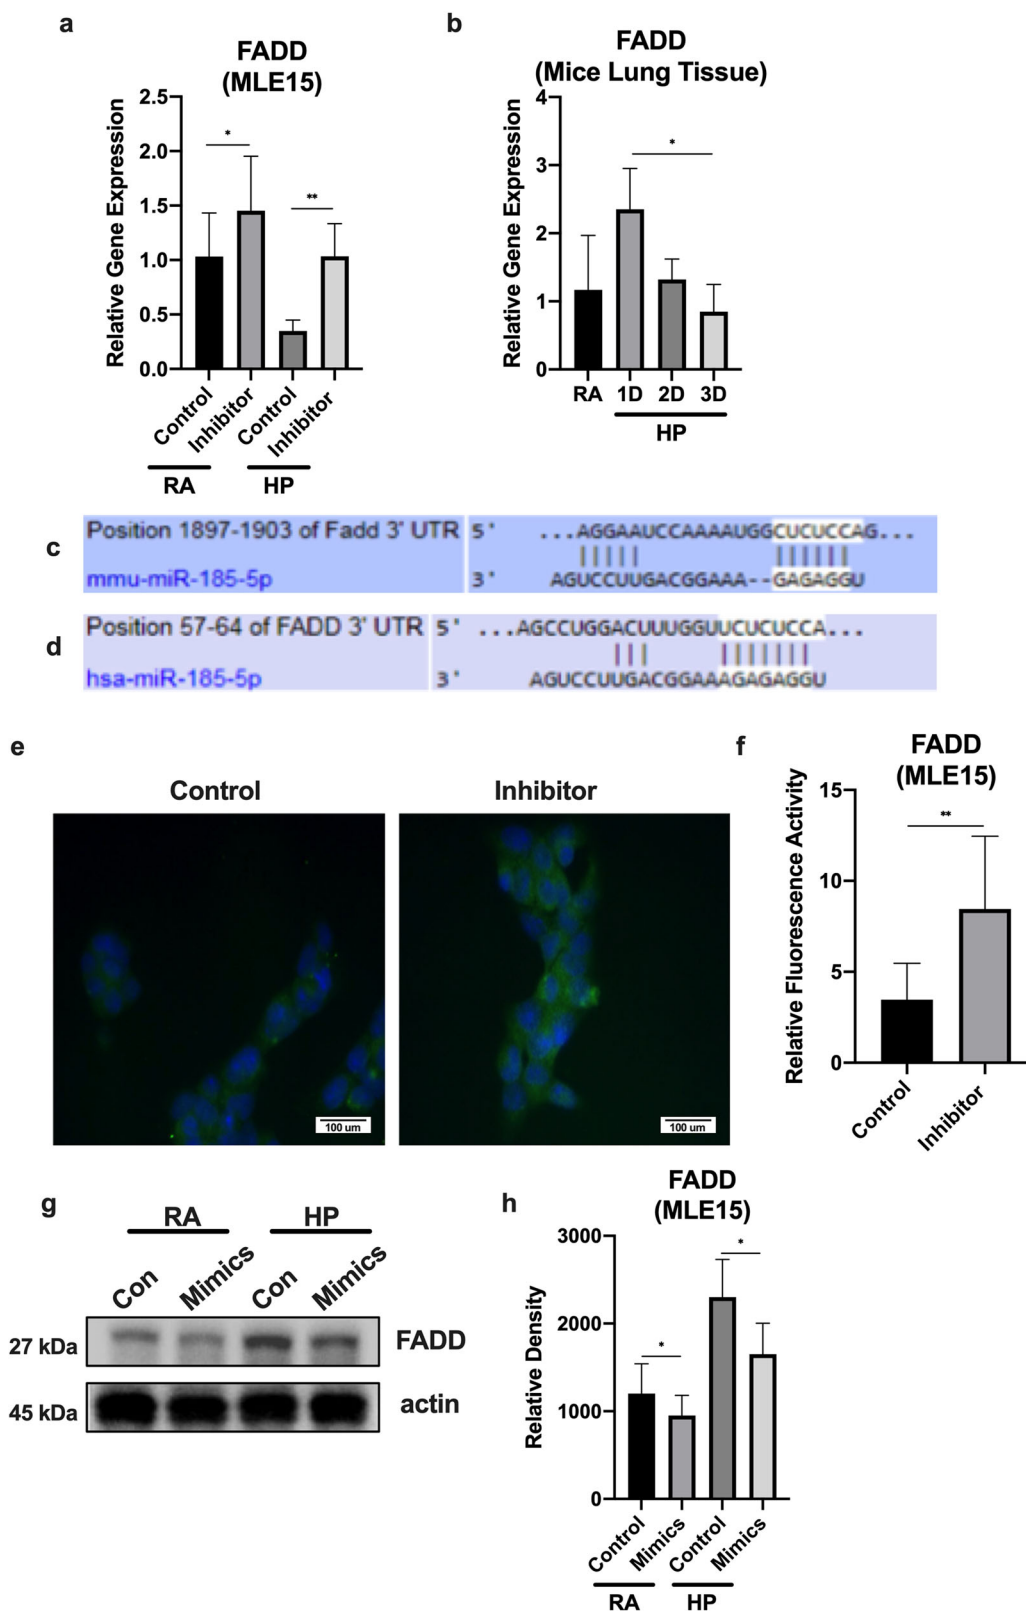 a
FADD
(MLE15)
Relative Gene Expression
2.5
2.0
1.5
1.0
0.5
0.0
*
**
Control
Inhibitor
Control
Inhibitor
RA
HP
b
FADD
(Mice Lung Tissue)
Relative Gene Expression
4
3
2
1
0
*
RA 1D 2D 3D
HP
c
Position 1897-1903 of Fadd 3' UTR 5' ...AGGAAUCCAAAAUGGCUCUCCAG...
mmu-miR-185-5p 3' AGUCCUUGACGGAAA--GAGAGGU
d
Position 57-64 of FADD 3' UTR 5' ...AGCCUGGACUUUGGUUCUCUCCA...
hsa-miR-185-5p 3' AGUCCUUGACGGAAAGAGAGGU
e
Control
Inhibitor
100 um
100 um
f
FADD
(MLE15)
Relative Fluorescence Activity
15
10
5
0
**
Control
Inhibitor
g
RA HP
Con Mimics Con Mimics
27 kDa FADD
45 kDa actin
h
FADD
(MLE15)
Relative Density
3000
2000
1000
0
*
*
Control
Mimics
Control
Mimics
RA
HP